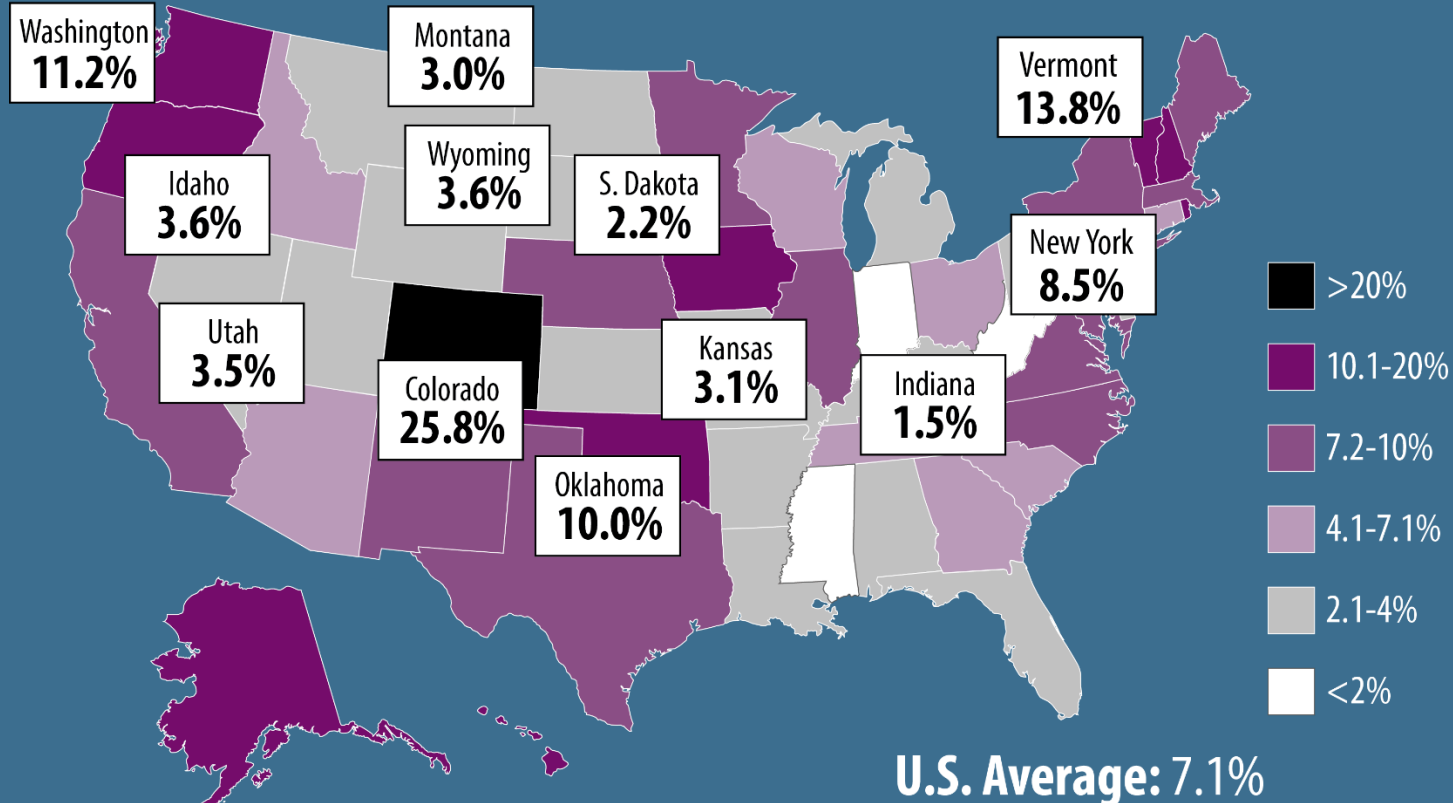 Washington
11.2%
Montana
3.0%
Vermont
13.8%
Wyoming
3.6%
Idaho
3.6%
S. Dakota
2.2%
New York
8.5%
Utah
3.5%
Kansas
3.1%
Colorado
25.8%
Indiana
1.5%
Oklahoma
10.0%
>20%
10.1-20%
7.2-10%
4.1-7.1%
2.1-4%
<2%
U.S. Average: 7.1%